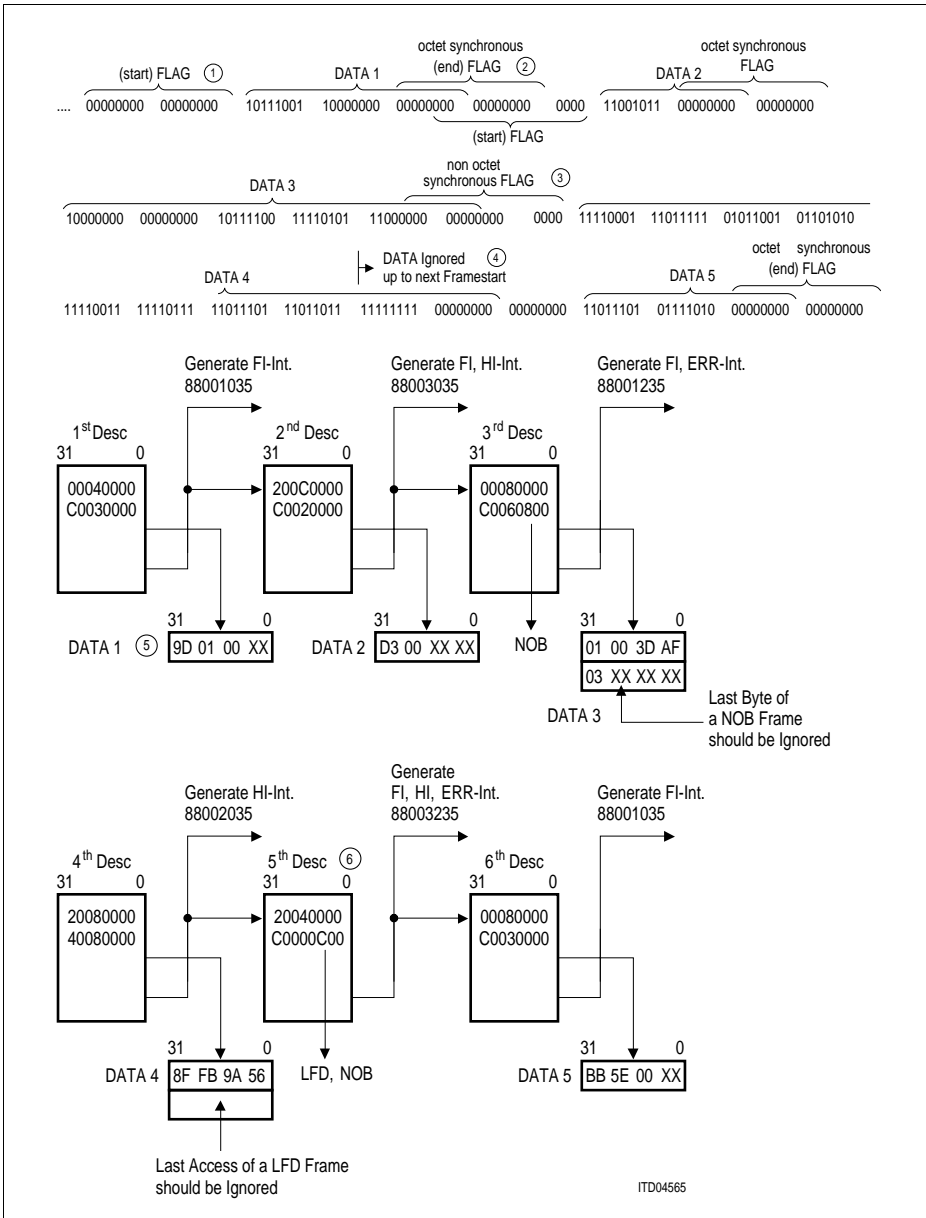 octet synchronous
octet synchronous
(start) FLAG ①
DATA 1
(end) FLAG ②
DATA 2
FLAG
.... 00000000 00000000 10111001 10000000 00000000 00000000 0000 11001011 00000000 00000000
(start) FLAG
non octet
synchronous FLAG ③
DATA 3
10000000 00000000 10111100 11110101 11000000 00000000 0000 11110001 11011111 01011001 01101010
DATA 4
DATA Ignored ④
up to next Framestart
DATA 5
octet synchronous
(end) FLAG
11110011 11110111 11011101 11011011 11111111 00000000 00000000 11011101 01111010 00000000 00000000
Generate FI-Int.
88001035
Generate FI, HI-Int.
88003035
Generate FI, ERR-Int.
88001235
1st Desc
31 0
00040000
C0030000
2nd Desc
31 0
200C0000
C0020000
3rd Desc
31 0
00080000
C0060800
31 0
DATA 1 ⑤ 9D 01 00 XX
31 0
DATA 2 D3 00 XX XX
NOB
31 0
01 00 3D AF
03 XX XX XX
DATA 3
Last Byte of
a NOB Frame
should be Ignored
Generate HI-Int.
88002035
Generate
FI, HI, ERR-Int.
88003235
Generate FI-Int.
88001035
4th Desc
31 0
20080000
40080000
5th Desc ⑥
31 0
20040000
C0000C00
6th Desc
31 0
00080000
C0030000
31 0
DATA 4 8F FB 9A 56
LFD, NOB
31 0
DATA 5 BB 5E 00 XX
Last Access of a LFD Frame
should be Ignored
ITD04565